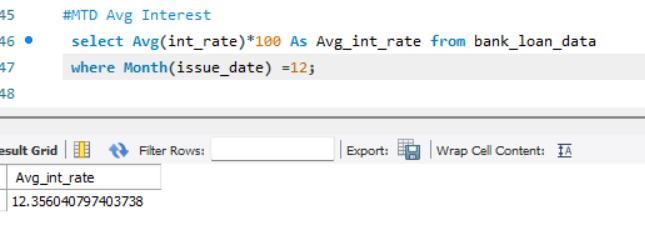 45 #MTD Avg Interest
46 select Avg(int_rate)*100 As Avg_int_rate from bank_loan_data
47 where Month(issue_date) =12;
48
esult Grid Filter Rows: Export: Wrap Cell Content: IA
Avg_int_rate
12.356040797403738